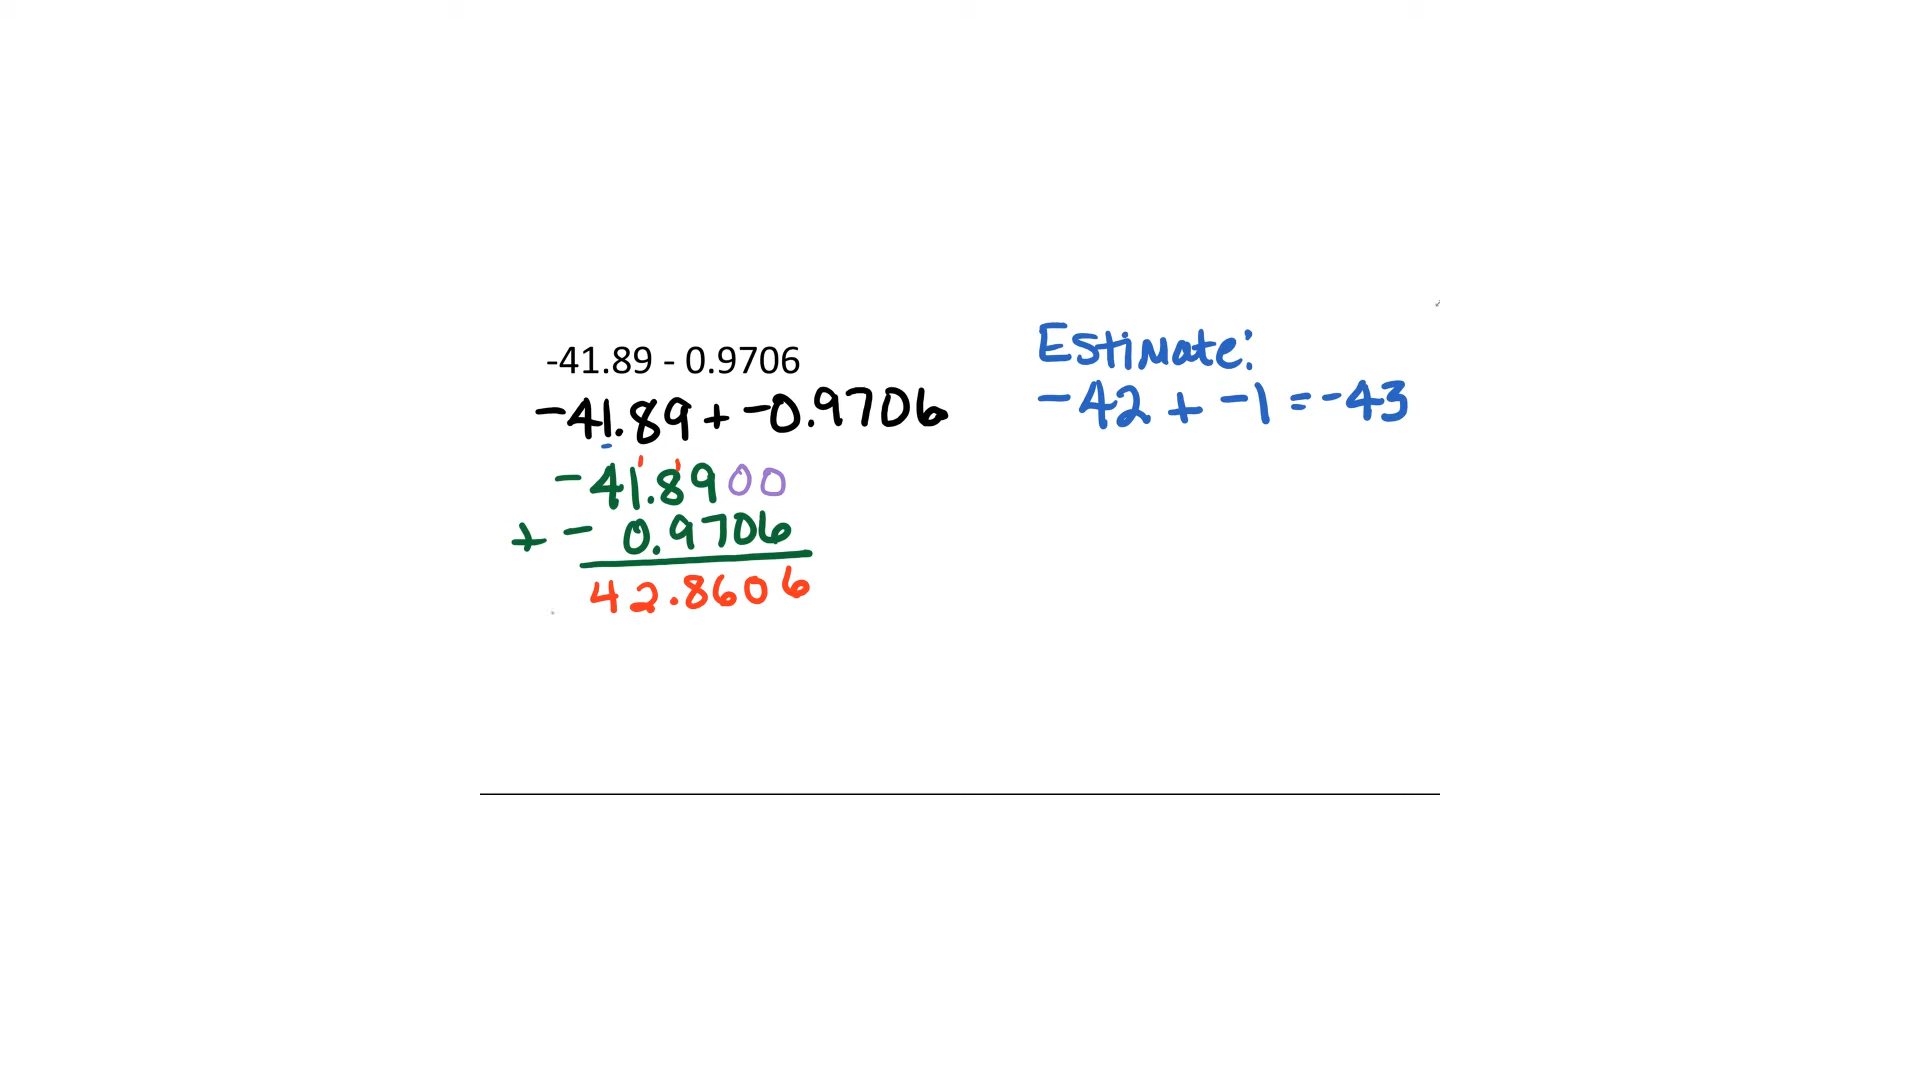 -41.89 - 0.9706
-41.89 + -0.9706
-41.8900
+ - 0.9706
42.8606
Estimate:
-42 + -1 = -43